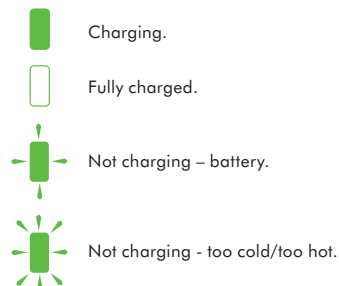 Charging.
Fully charged.
Not charging – battery.
Not charging - too cold/too hot.